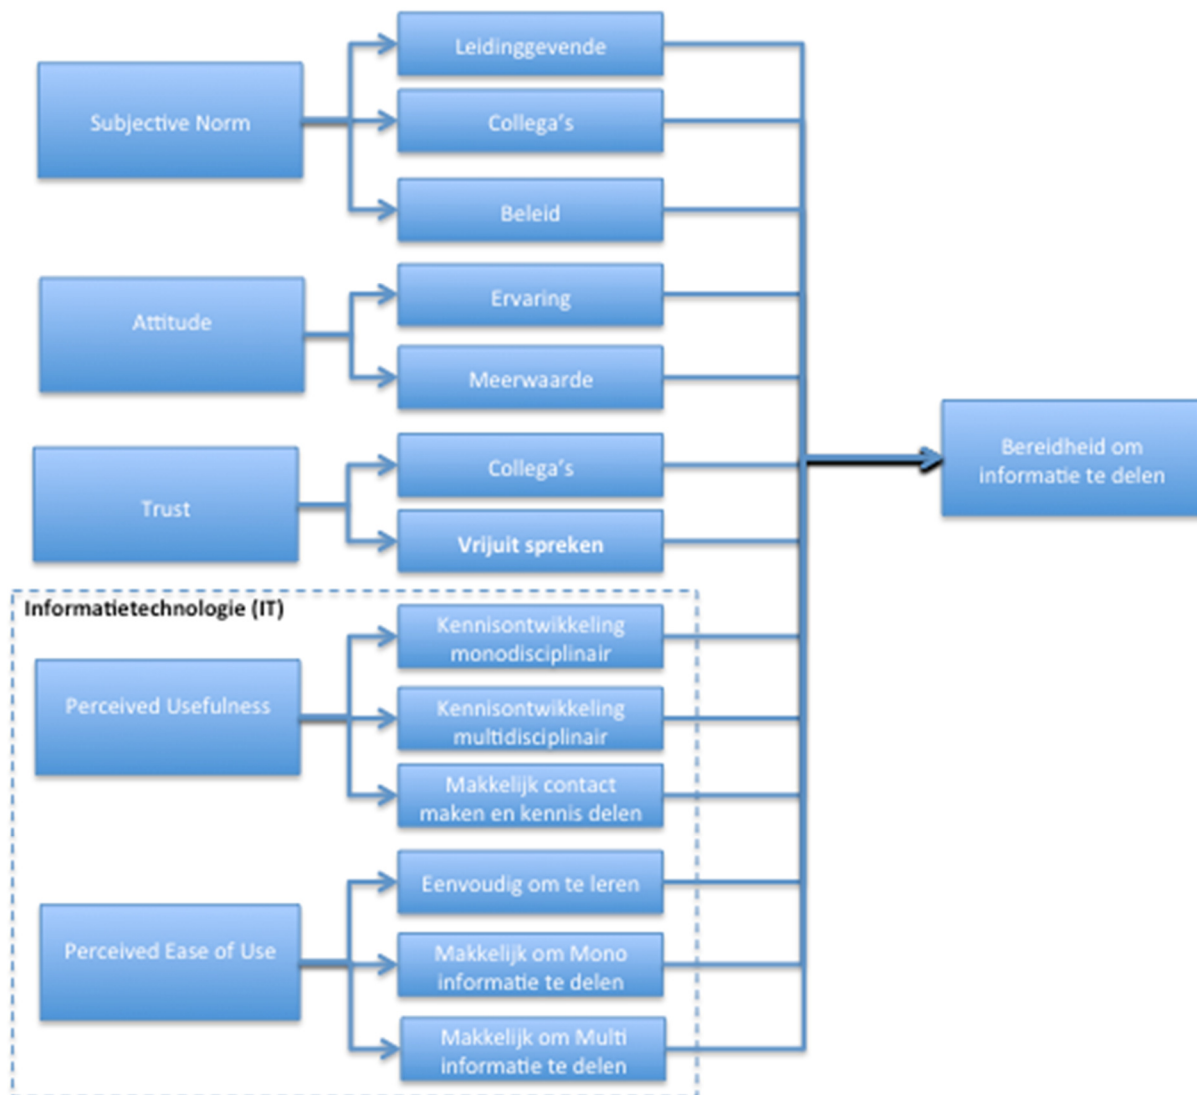 Subjective Norm
Leidinggevende
Collega's
Beleid
Attitude
Ervaring
Meerwaarde
Trust
Collega's
Vrijuit spreken
Informatietechnologie (IT)
Perceived Usefulness
Kennisontwikkeling
monodisciplinair
Kennisontwikkeling
multidisciplinair
Makkelijk contact
maken en kennis delen
Perceived Ease of Use
Eenvoudig om te leren
Makkelijk om Mono
informatie te delen
Makkelijk om Multi
informatie te delen
Bereidheid om
informatie te delen